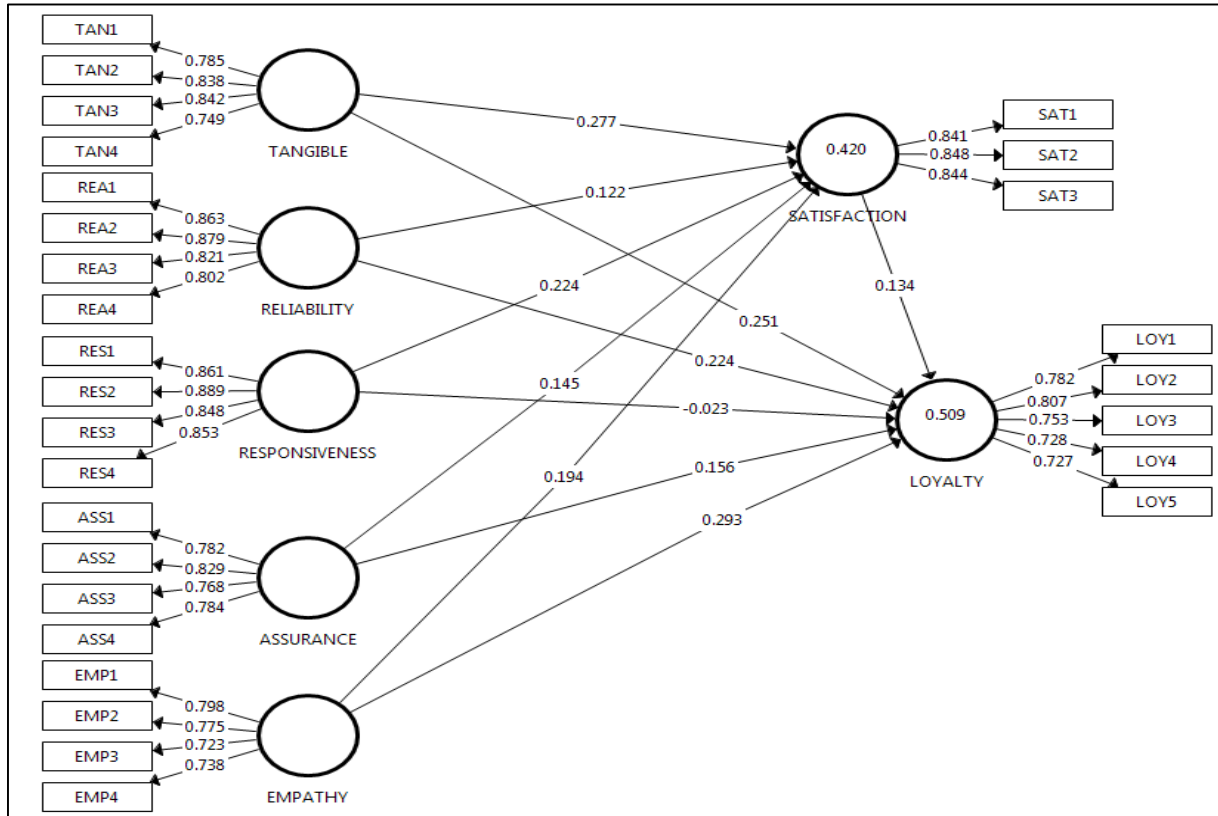 TAN1
TAN2
TAN3
TAN4
0.785
0.838
0.842
0.749
TANGIBLE
REA1
REA2
REA3
REA4
0.863
0.879
0.821
0.802
RELIABILITY
RES1
RES2
RES3
RES4
0.861
0.889
0.848
0.853
RESPONSIVENESS
ASS1
ASS2
ASS3
ASS4
0.782
0.829
0.768
0.784
ASSURANCE
EMP1
EMP2
EMP3
EMP4
0.798
0.775
0.723
0.738
EMPATHY
0.277
0.122
0.224
0.145
0.194
0.251
0.224
-0.023
0.156
0.293
0.420
SATISFACTION
0.841
0.848
0.844
SAT1
SAT2
SAT3
0.134
0.509
LOYALTY
0.782
0.807
0.753
0.728
0.727
LOY1
LOY2
LOY3
LOY4
LOY5